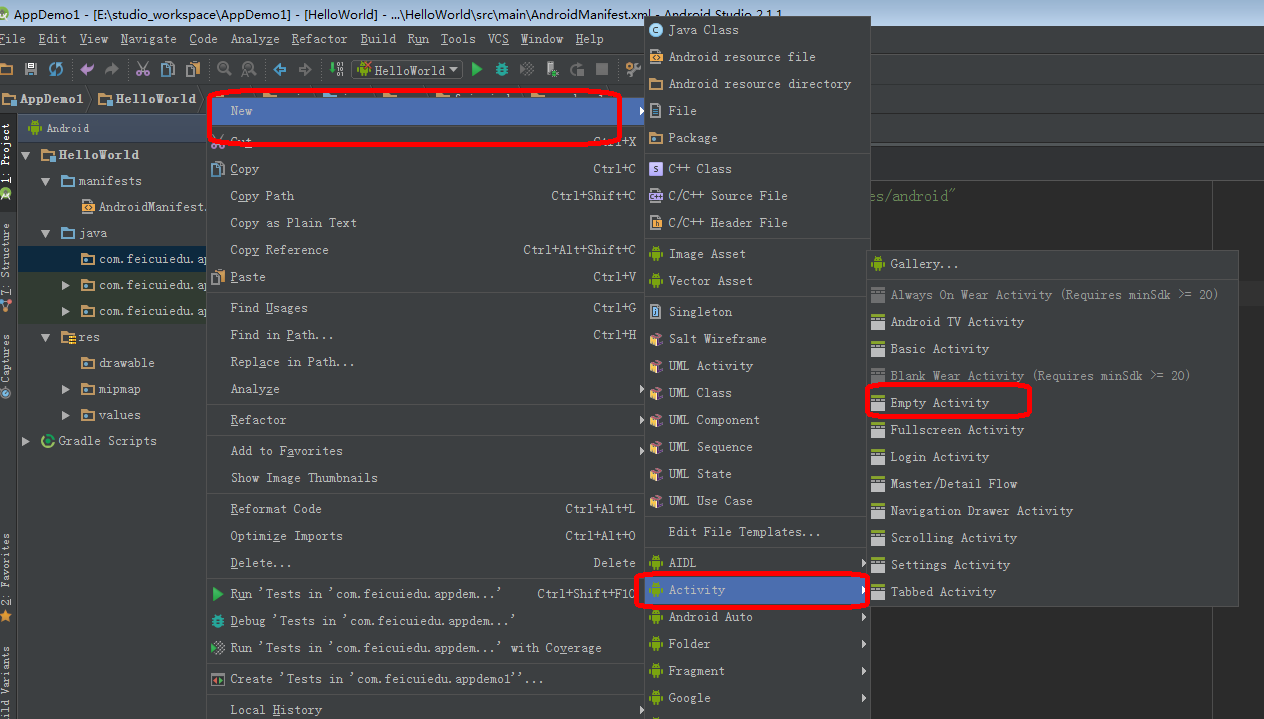 AppDemo1 - [E:\studio_workspace\AppDemo1] - [HelloWorld] - ...\HelloWorld\src\main\AndroidManifest.xml - Android Studio 2.1.1
File Edit View Navigate Code Analyze Refactor Build Run Tools VCS Window Help
HelloWorld
AppDemo1 HelloWorld
1: Project
7: Structure
Captures
2: Favorites
ild Variants
Android
HelloWorld
manifests
AndroidManifest.
java
com.feicuiedu.ap
com.feicuiedu.ap
com.feicuiedu.ap
res
drawable
mipmap
values
Gradle Scripts
New
Cut Ctrl+X
Copy Ctrl+C
Copy Path Ctrl+Shift+C
Copy as Plain Text
Copy Reference Ctrl+Alt+Shift+C
Paste Ctrl+V
Find Usages Ctrl+G
Find in Path... Ctrl+H
Replace in Path...
Analyze
Refactor
Add to Favorites
Show Image Thumbnails
Reformat Code Ctrl+Alt+L
Optimize Imports Ctrl+Alt+O
Delete... Delete
Run 'Tests in 'com.feicuiedu.appdem...' Ctrl+Shift+F10
Debug 'Tests in 'com.feicuiedu.appdem...'
Run 'Tests in 'com.feicuiedu.appdem...' with Coverage
Create 'Tests in 'com.feicuiedu.appdemo1''...
Local History
Java Class
Android resource file
Android resource directory
File
Package
C++ Class
C/C++ Source File
C/C++ Header File
Image Asset
Vector Asset
Singleton
Salt Wireframe
UML Activity
UML Class
UML Component
UML Sequence
UML State
UML Use Case
Edit File Templates...
AIDL
Activity
Android Auto
Folder
Fragment
Google
es/android"
Gallery...
Always On Wear Activity (Requires minSdk >= 20)
Android TV Activity
Basic Activity
Blank Wear Activity (Requires minSdk >= 20)
Empty Activity
Fullscreen Activity
Login Activity
Master/Detail Flow
Navigation Drawer Activity
Scrolling Activity
Settings Activity
Tabbed Activity